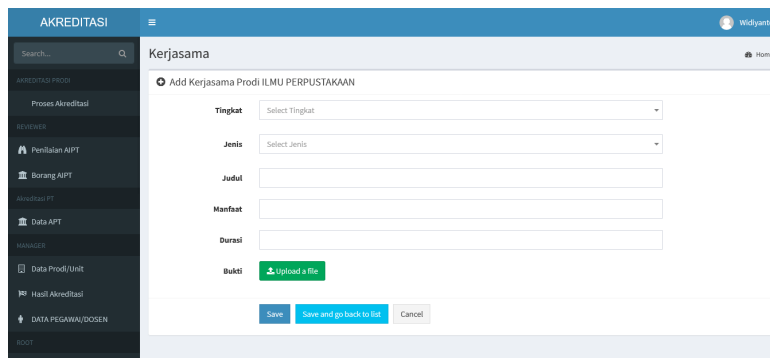 AKREDITASI
Widiyanto
Search...
Kerjasama
Home
AKREDITASI PRODI
Add Kerjasama Prodi ILMU PERPUSTAKAAN
Proses Akreditasi
Tingkat Select Tingkat
REVIEWER
Jenis Select Jenis
Penilaian AIPT
Borang AIPT
Judul
Akreditasi PT
Manfaat
Data APT
MANAGER
Durasi
Data Prodi/Unit
Bukti Upload a file
Hasil Akreditasi
Save Save and go back to list Cancel
DATA PEGAWAI/DOSEN
ROOT